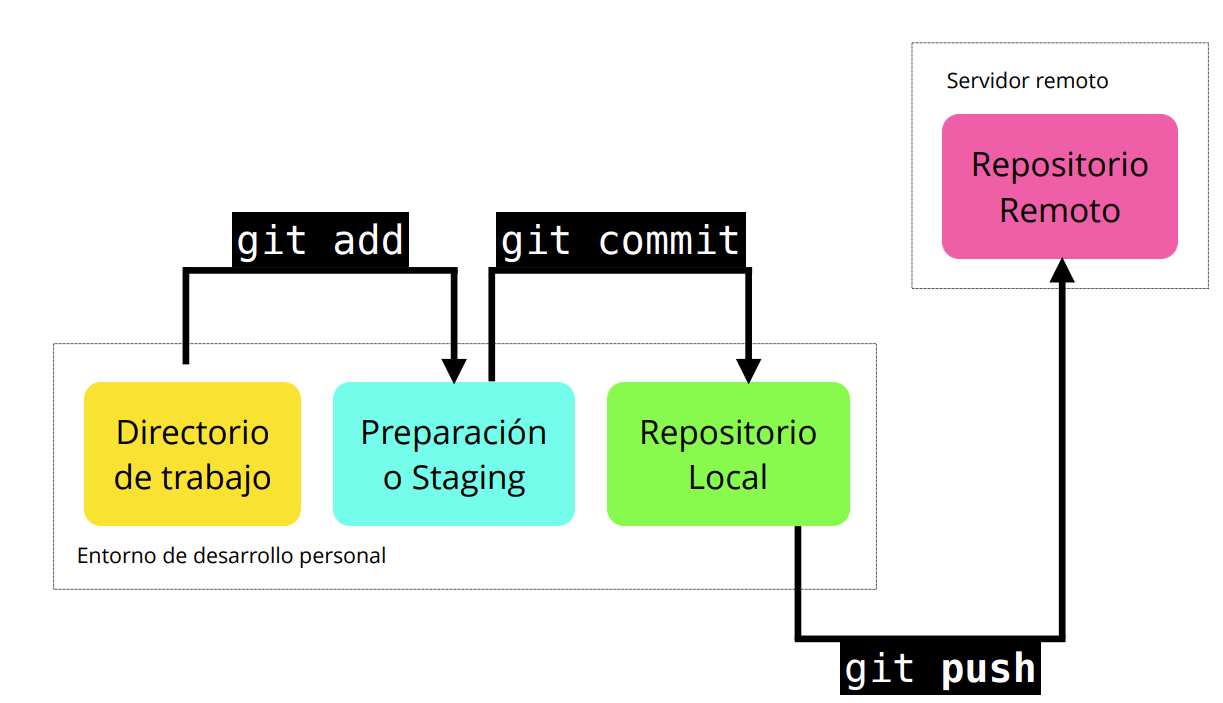 Servidor remoto
Repositorio
Remoto
git add
git commit
Directorio
de trabajo
Preparación
o Staging
Repositorio
Local
Entorno de desarrollo personal
git push